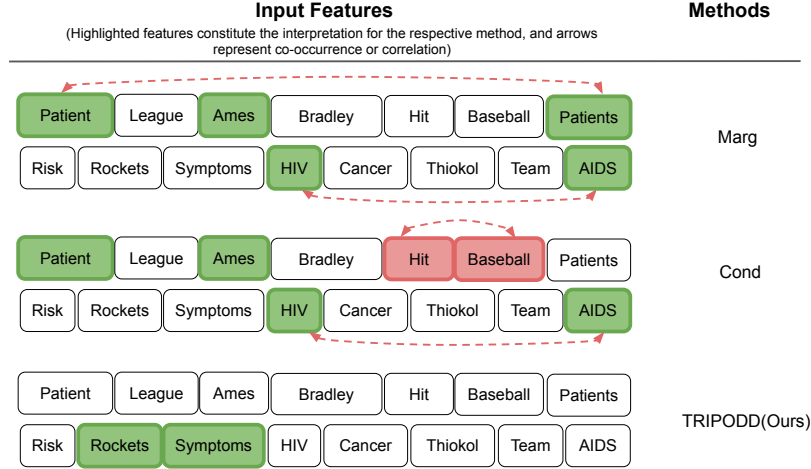 Input Features Methods
(Highlighted features constitute the interpretation for the respective method, and arrows
represent co-occurrence or correlation)
Patient League Ames Bradley Hit Baseball Patients
Marg
Risk Rockets Symptoms HIV Cancer Thiokol Team AIDS
Patient League Ames Bradley Hit Baseball Patients
Cond
Risk Rockets Symptoms HIV Cancer Thiokol Team AIDS
Patient League Ames Bradley Hit Baseball Patients
TRIPODD(Ours)
Risk Rockets Symptoms HIV Cancer Thiokol Team AIDS